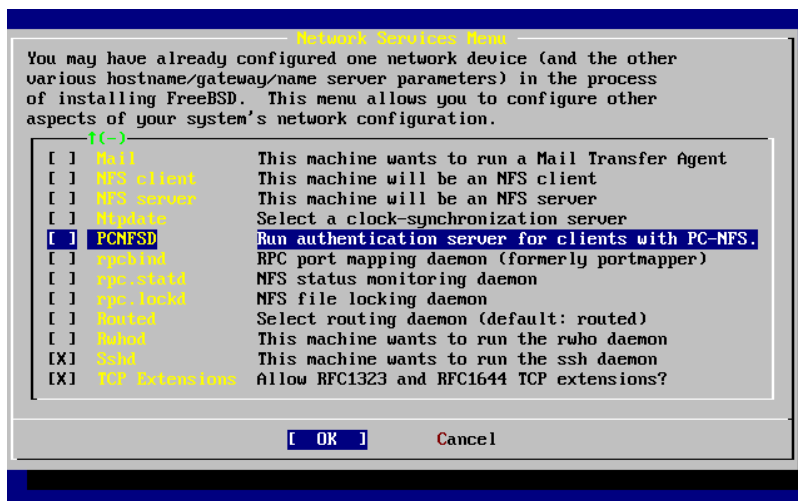 Network Services Menu
You may have already configured one network device (and the other
various hostname/gateway/name server parameters) in the process
of installing FreeBSD.  This menu allows you to configure other
aspects of your system's network configuration.
↑(-)
[ ] Mail This machine wants to run a Mail Transfer Agent
[ ] NFS client This machine will be an NFS client
[ ] NFS server This machine will be an NFS server
[ ] Ntpdate Select a clock-synchronization server
[ ] PCNFSD Run authentication server for clients with PC-NFS.
[ ] rpcbind RPC port mapping daemon (formerly portmapper)
[ ] rpc.statd NFS status monitoring daemon
[ ] rpc.lockd NFS file locking daemon
[ ] Routed Select routing daemon (default: routed)
[ ] Rwhod This machine wants to run the rwho daemon
[X] Sshd This machine wants to run the ssh daemon
[X] TCP Extensions Allow RFC1323 and RFC1644 TCP extensions?
[ OK ] Cancel